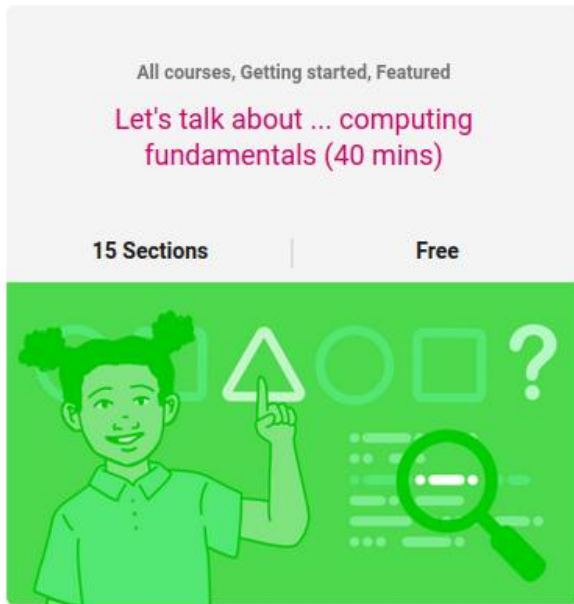 All courses, Getting started, Featured
Let's talk about ... computing
fundamentals (40 mins)
15 Sections
Free
?